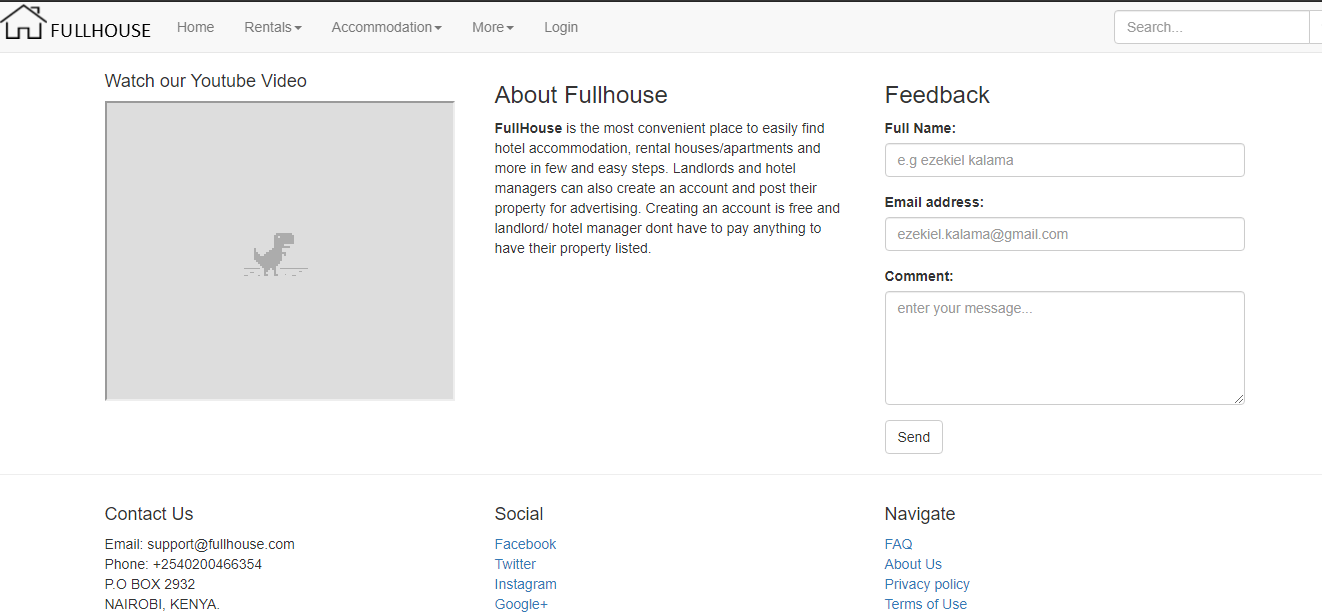 FULLHOUSE Home Rentals Accommodation More Login Search...
Watch our Youtube Video
About Fullhouse
FullHouse is the most convenient place to easily find
hotel accommodation, rental houses/apartments and
more in few and easy steps. Landlords and hotel
managers can also create an account and post their
property for advertising. Creating an account is free and
landlord/ hotel manager dont have to pay anything to
have their property listed.
Feedback
Full Name:
e.g ezekiel kalama
Email address:
ezekiel.kalama@gmail.com
Comment:
enter your message...
Send
Contact Us
Email: support@fullhouse.com
Phone: +2540200466354
P.O BOX 2932
NAIROBI, KENYA.
Social
Facebook
Twitter
Instagram
Google+
Navigate
FAQ
About Us
Privacy policy
Terms of Use